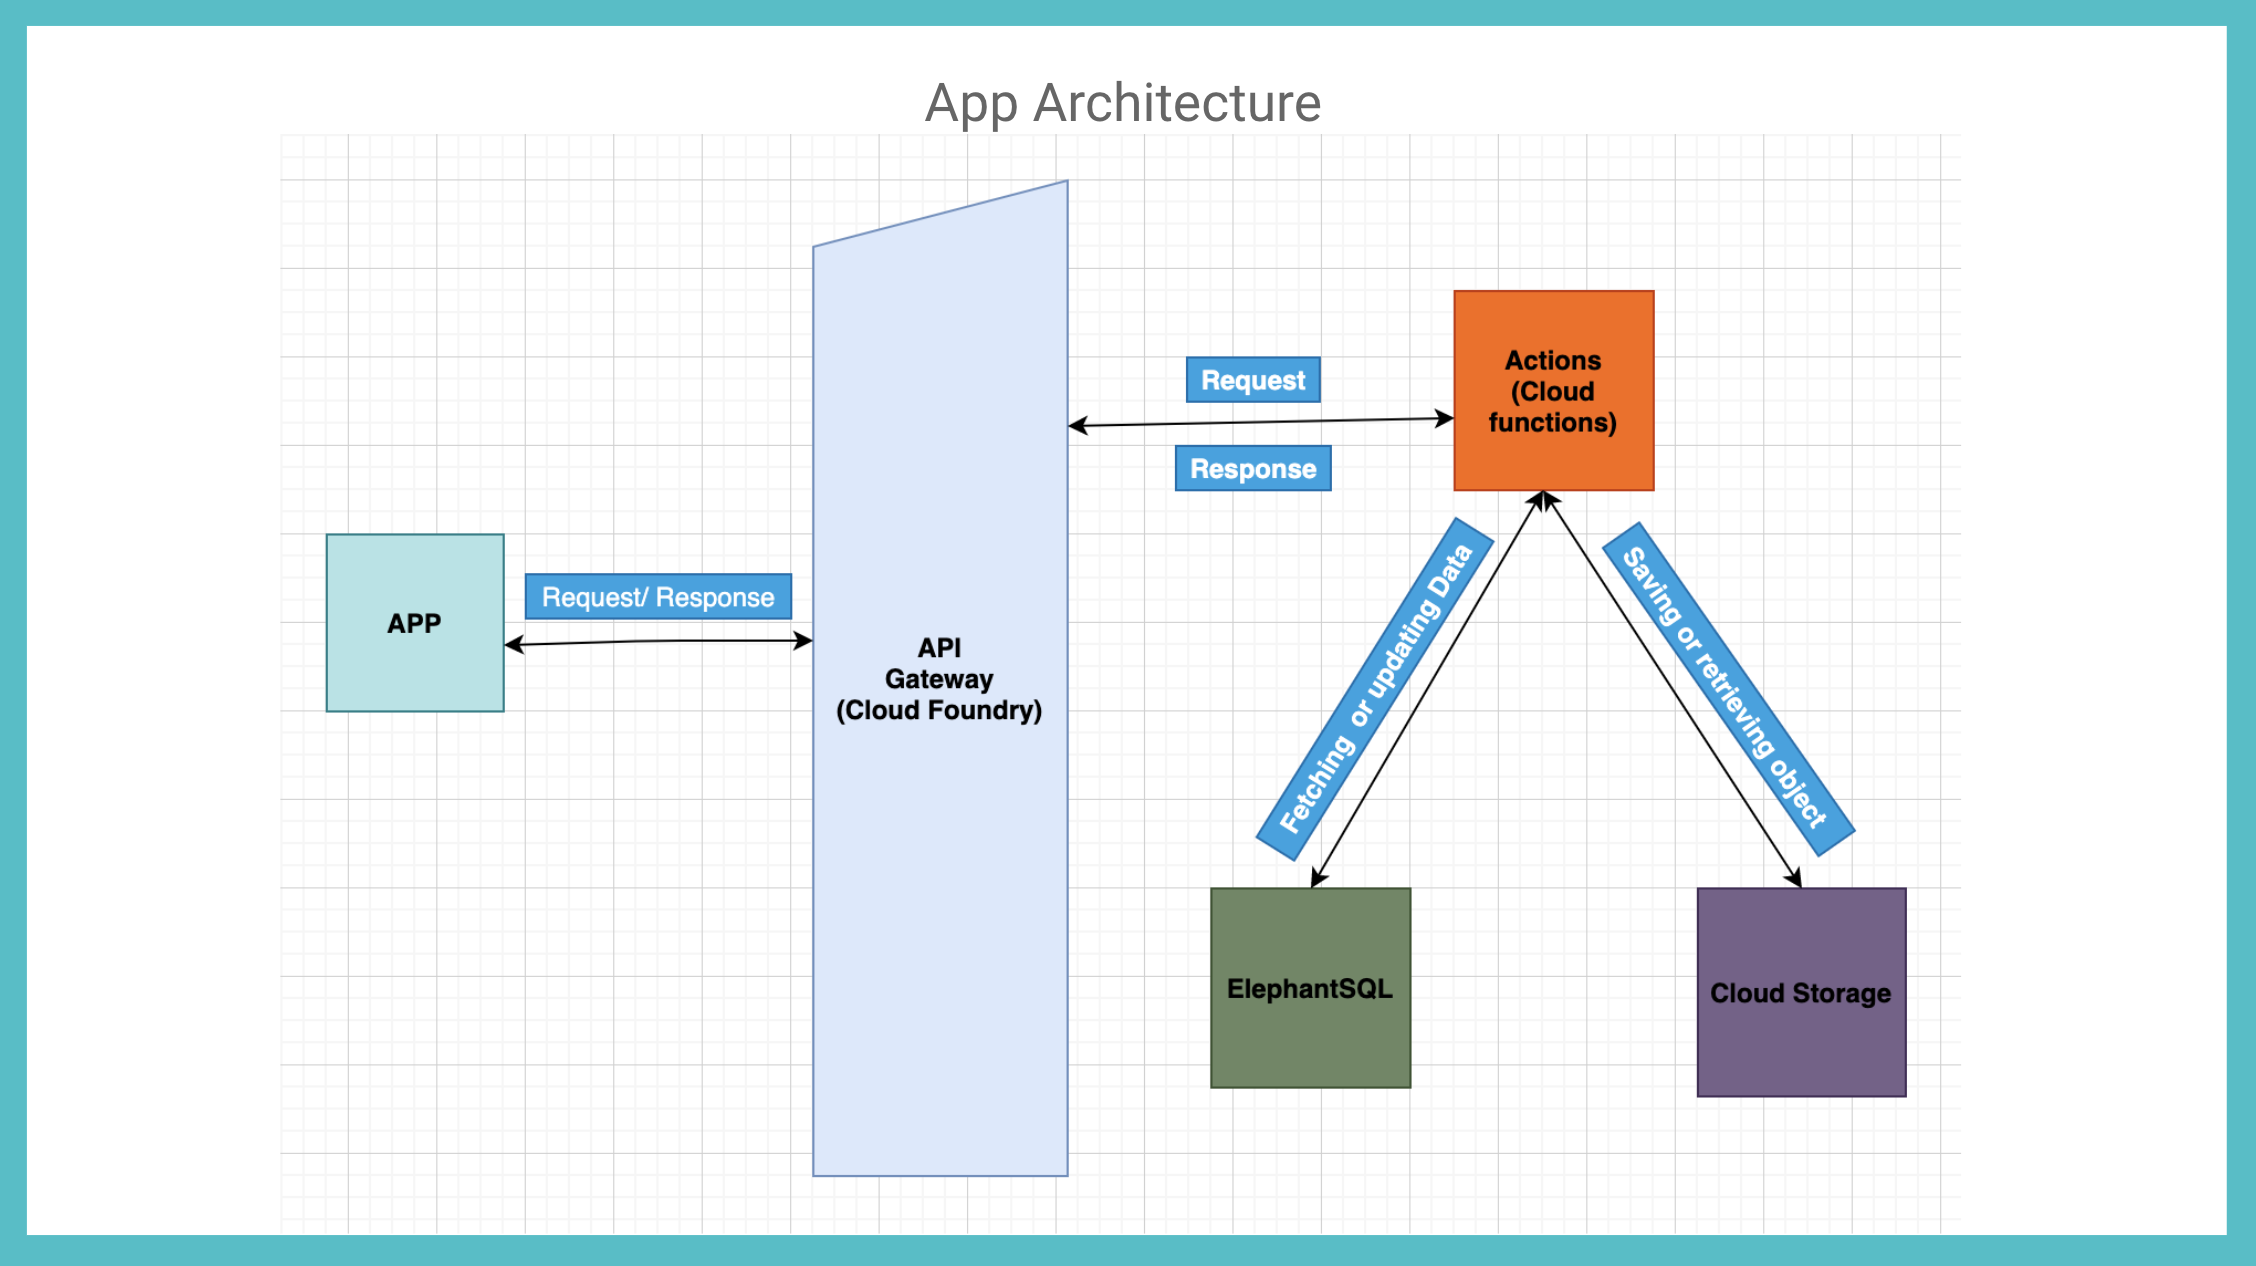 App Architecture
Request
Response
Actions
(Cloud
functions)
APP
Request/ Response
API
Gateway
(Cloud Foundry)
Fetching  or updating Data
Saving or retrieving object
ElephantSQL
Cloud Storage